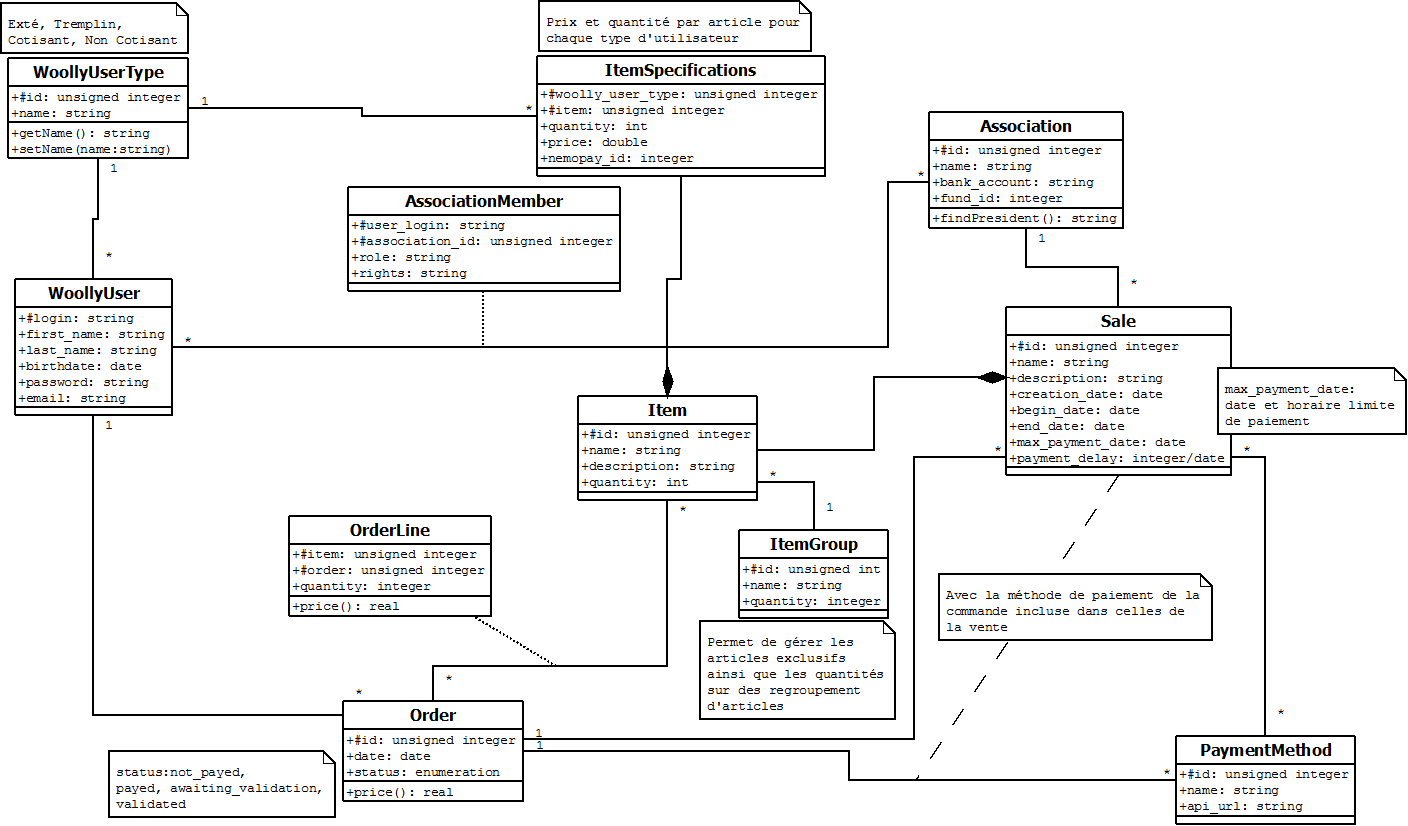 Exté, Tremplin,
Cotisant, Non Cotisant
WoollyUserType
+#id: unsigned integer
+name: string
+getName(): string
+setName(name:string)
1
*
1
*
Prix et quantité par article pour
chaque type d'utilisateur
ItemSpecifications
+#woolly_user_type: unsigned integer
+#item: unsigned integer
+quantity: int
+price: double
+nemopay_id: integer
Association
+#id: unsigned integer
+name: string
+bank_account: string
+fund_id: integer
+findPresident(): string
*
1
*
AssociationMember
+#user_login: string
+#association_id: unsigned integer
+role: string
+rights: string
WoollyUser
+#login: string
+first_name: string
+last_name: string
+birthdate: date
+password: string
+email: string
*
1
Sale
+#id: unsigned integer
+name: string
+description: string
+creation_date: date
+begin_date: date
+end_date: date
+max_payment_date: date
+payment_delay: integer/date
*
*
max_payment_date:
date et horaire limite
de paiement
Item
+#id: unsigned integer
+name: string
+description: string
+quantity: int
*
*
1
ItemGroup
+#id: unsigned int
+name: string
+quantity: integer
Permet de gérer les
articles exclusifs
ainsi que les quantités
sur des regroupement
d'articles
OrderLine
+#item: unsigned integer
+#order: unsigned integer
+quantity: integer
+price(): real
Avec la méthode de paiement de la
commande incluse dans celles de
la vente
*
*
Order
+#id: unsigned integer
+date: date
+status: enumeration
+price(): real
1
1
status:not_payed,
payed, awaiting_validation,
validated
*
*
PaymentMethod
+#id: unsigned integer
+name: string
+api_url: string